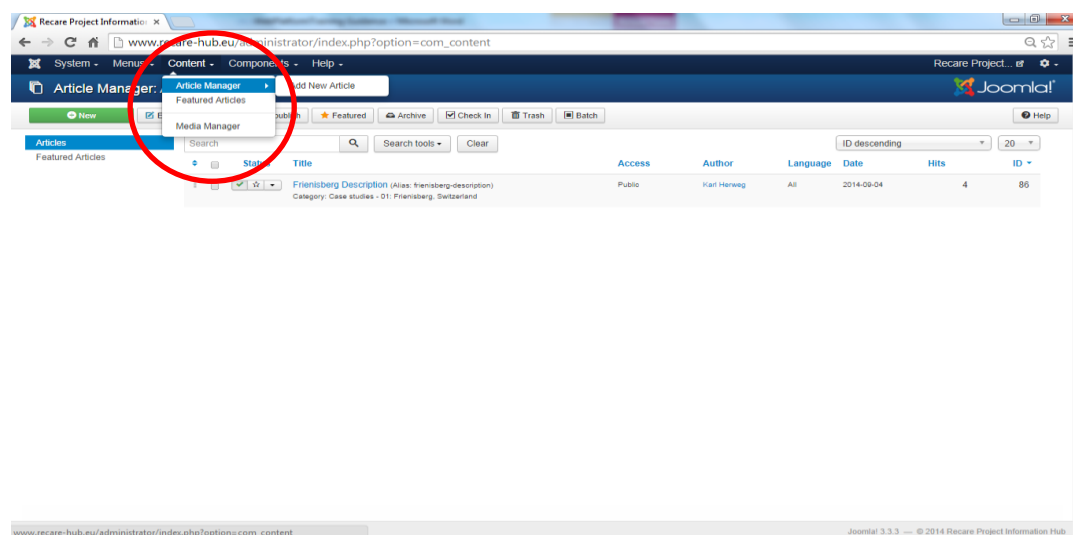 Recare Project Information
www.recare-hub.eu/administrator/index.php?option=com_content
System Menus Content Components Help Recare Project...
Article Manager: Joomla!
Article Manager Add New Article
Featured Articles
Media Manager
New Featured Archive Check In Trash Batch Help
Articles
Featured Articles
Search Search tools Clear ID descending 20
Status Title Access Author Language Date Hits ID
Frienisberg Description (Alias: frienisberg-description) Public Karl Herweg All 2014-09-04 4 86
Category: Case studies - 01: Frienisberg, Switzerland
www.recare-hub.eu/administrator/index.php?option=com_content Joomla! 3.3.3 — © 2014 Recare Project Information Hub